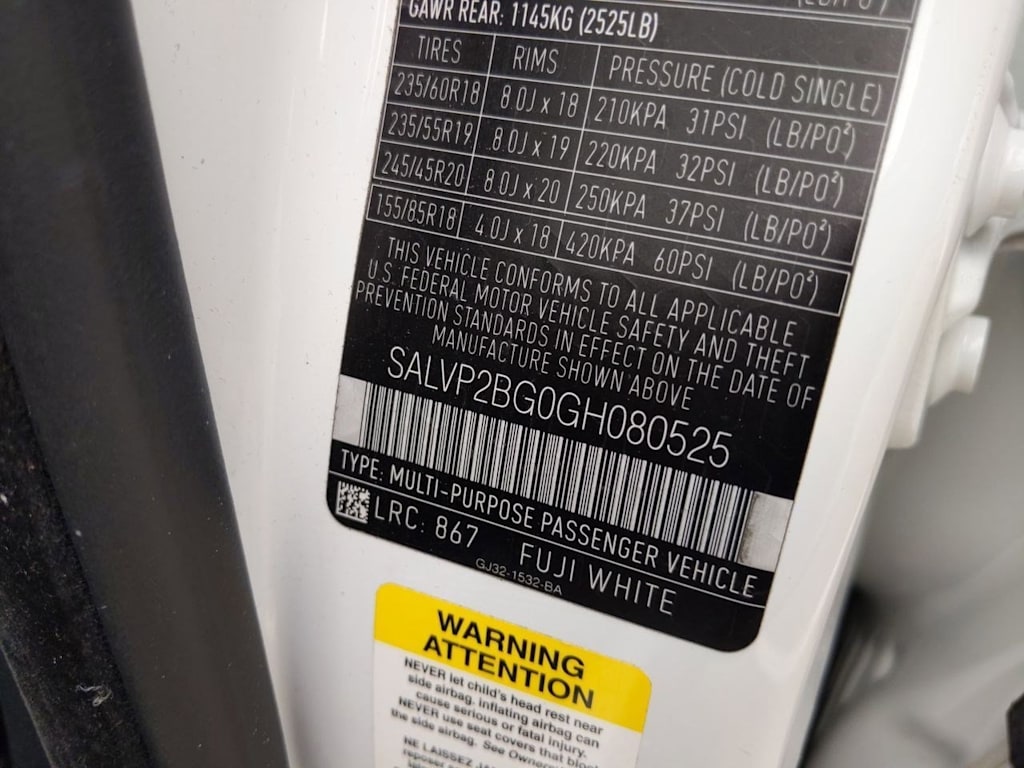 GAWR REAR: 1145KG (2525LB)
TIRES RIMS PRESSURE (COLD SINGLE)
235/60R18 8.0J x 18 210KPA 31PSI (LB/PO²)
235/55R19 8.0J x 19 220KPA 32PSI (LB/PO²)
245/45R20 8.0J x 20 250KPA 37PSI (LB/PO²)
155/85R18 4.0J x 18 420KPA 60PSI (LB/PO²)
THIS VEHICLE CONFORMS TO ALL APPLICABLE
U.S. FEDERAL MOTOR VEHICLE SAFETY AND THEFT
PREVENTION STANDARDS IN EFFECT ON THE DATE OF
MANUFACTURE SHOWN ABOVE
SALVP2BG0GH080525
TYPE: MULTI-PURPOSE PASSENGER VEHICLE
LRC: 867 FUJI WHITE
GJ32-1532-BA
WARNING
ATTENTION
NEVER let child's head rest near
side airbag, inflating airbag can
cause serious or fatal injury.
NEVER use seat covers that block
the side airbag. See Owner
NE LAISSEZ
reposer